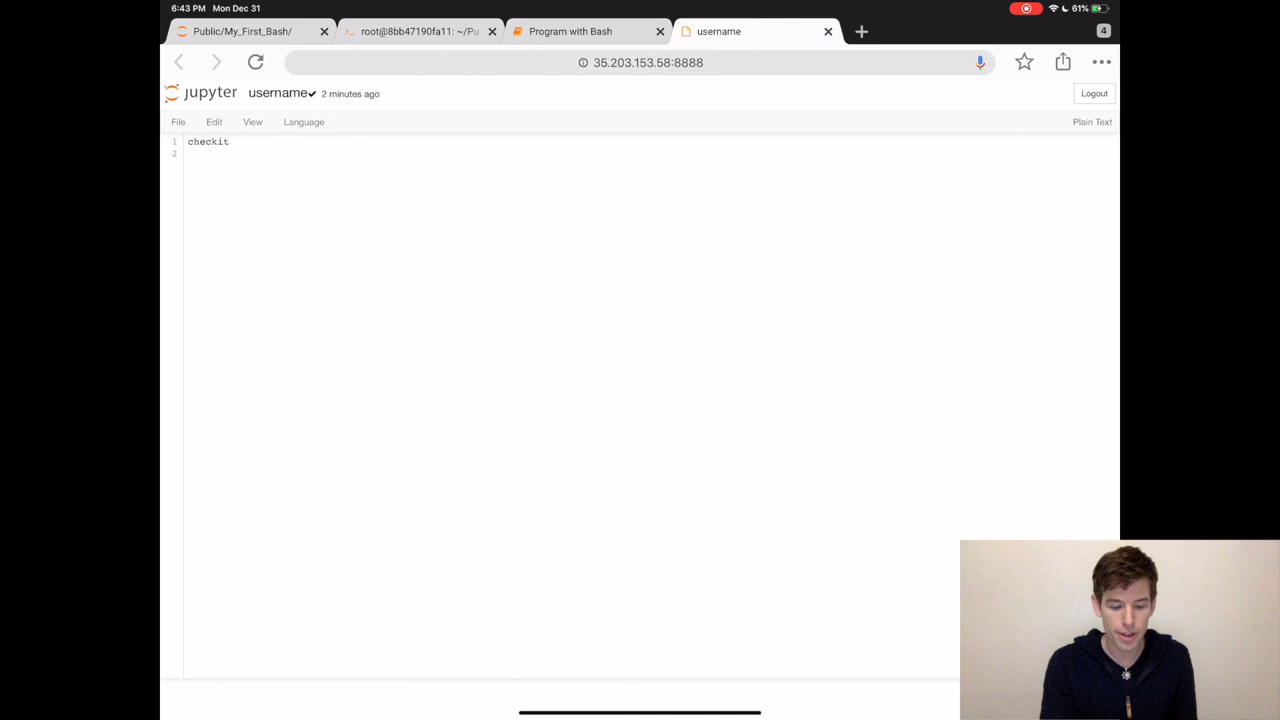 6:43 PM Mon Dec 31
61%
Public/My_First_Bash/
root@8bb47190fa11: ~/Pu
Program with Bash
username
4
35.203.153.58:8888
jupyter username 2 minutes ago
Logout
File Edit View Language
Plain Text
1 checkit
2